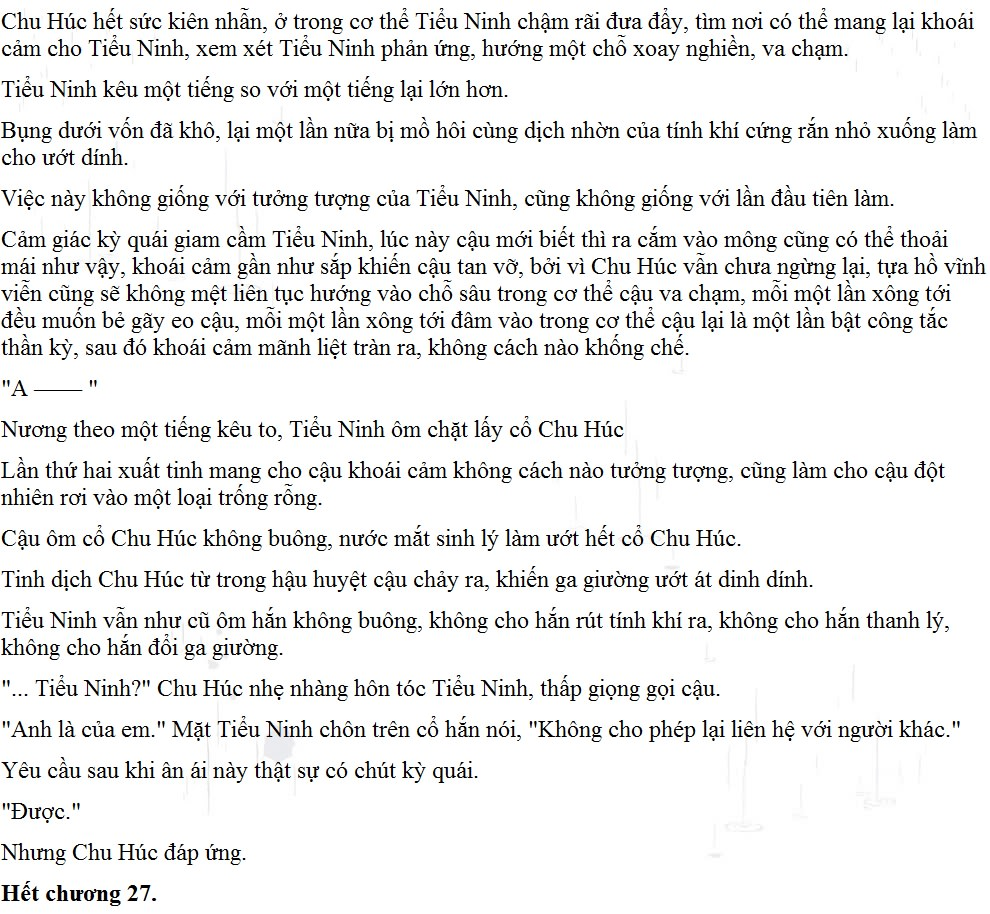 Chu Húc hết sức kiên nhẫn, ở trong cơ thể Tiểu Ninh chậm rãi đưa đẩy, tìm nơi có thể mang lại khoái
cảm cho Tiểu Ninh, xem xét Tiểu Ninh phản ứng, hướng một chỗ xoay nghiền, va chạm.
Tiểu Ninh kêu một tiếng so với một tiếng lại lớn hơn.
Bụng dưới vốn đã khô, lại một lần nữa bị mồ hôi cùng dịch nhờn của tính khí cứng rắn nhỏ xuống làm
cho ướt dính.
Việc này không giống với tưởng tượng của Tiểu Ninh, cũng không giống với lần đầu tiên làm.
Cảm giác kỳ quái giam cầm Tiểu Ninh, lúc này cậu mới biết thì ra cắm vào mông cũng có thể thoải
mái như vậy, khoái cảm gần như sắp khiến cậu tan vỡ, bởi vì Chu Húc vẫn chưa ngừng lại, tựa hồ vĩnh
viễn cũng sẽ không mệt liên tục hướng vào chỗ sâu trong cơ thể cậu va chạm, mỗi một lần xông tới
đều muốn bẻ gãy eo cậu, mỗi một lần xông tới đâm vào trong cơ thể cậu lại là một lần bật công tắc
thần kỳ, sau đó khoái cảm mãnh liệt tràn ra, không cách nào khống chế.
"A —— "
Nương theo một tiếng kêu to, Tiểu Ninh ôm chặt lấy cổ Chu Húc
Lần thứ hai xuất tinh mang cho cậu khoái cảm không cách nào tưởng tượng, cũng làm cho cậu đột
nhiên rơi vào một loại trống rỗng.
Cậu ôm cổ Chu Húc không buông, nước mắt sinh lý làm ướt hết cổ Chu Húc.
Tinh dịch Chu Húc từ trong hậu huyệt cậu chảy ra, khiến ga giường ướt át dinh dính.
Tiểu Ninh vẫn như cũ ôm hắn không buông, không cho hắn rút tính khí ra, không cho hắn thanh lý,
không cho hắn đổi ga giường.
"... Tiểu Ninh?" Chu Húc nhẹ nhàng hôn tóc Tiểu Ninh, thấp giọng gọi cậu.
"Anh là của em." Mặt Tiểu Ninh chôn trên cổ hắn nói, "Không cho phép lại liên hệ với người khác."
Yêu cầu sau khi ân ái này thật sự có chút kỳ quái.
"Được."
Nhưng Chu Húc đáp ứng.
Hết chương 27.